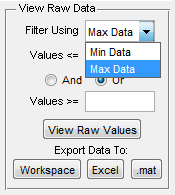 View Raw Data
Filter Using Max Data
Min Data
Values <=
Max Data
And Or
Values >=
View Raw Values
Export Data To:
Workspace Excel .mat